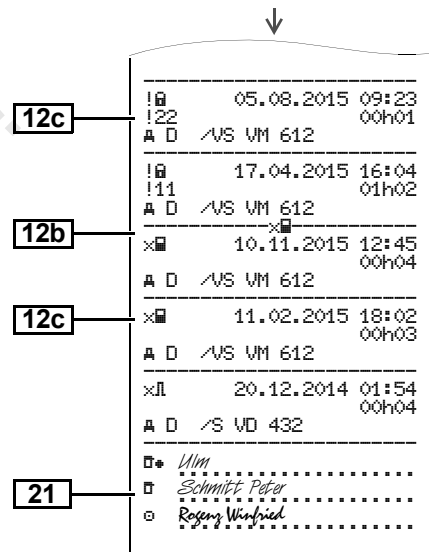 !🔒 05.08.2015 09:23
12c
!22 00h01
D /VS VM 612
!🔒 17.04.2015 16:04
!11 01h02
D /VS VM 612
12b
x 10.11.2015 12:45
00h04
D /VS VM 612
12c
x 11.02.2015 18:02
00h03
D /VS VM 612
x 20.12.2014 01:54
00h04
D /S VD 432
Ulm
21
Schmitt Peter
Rogenz Winfried